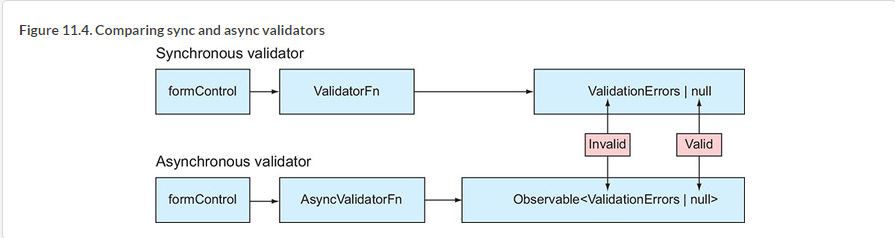 Figure 11.4. Comparing sync and async validators
Synchronous validator
formControl
ValidatorFn
ValidationErrors | null
Invalid
Valid
Asynchronous validator
formControl
AsyncValidatorFn
Observable<ValidationErrors | null>